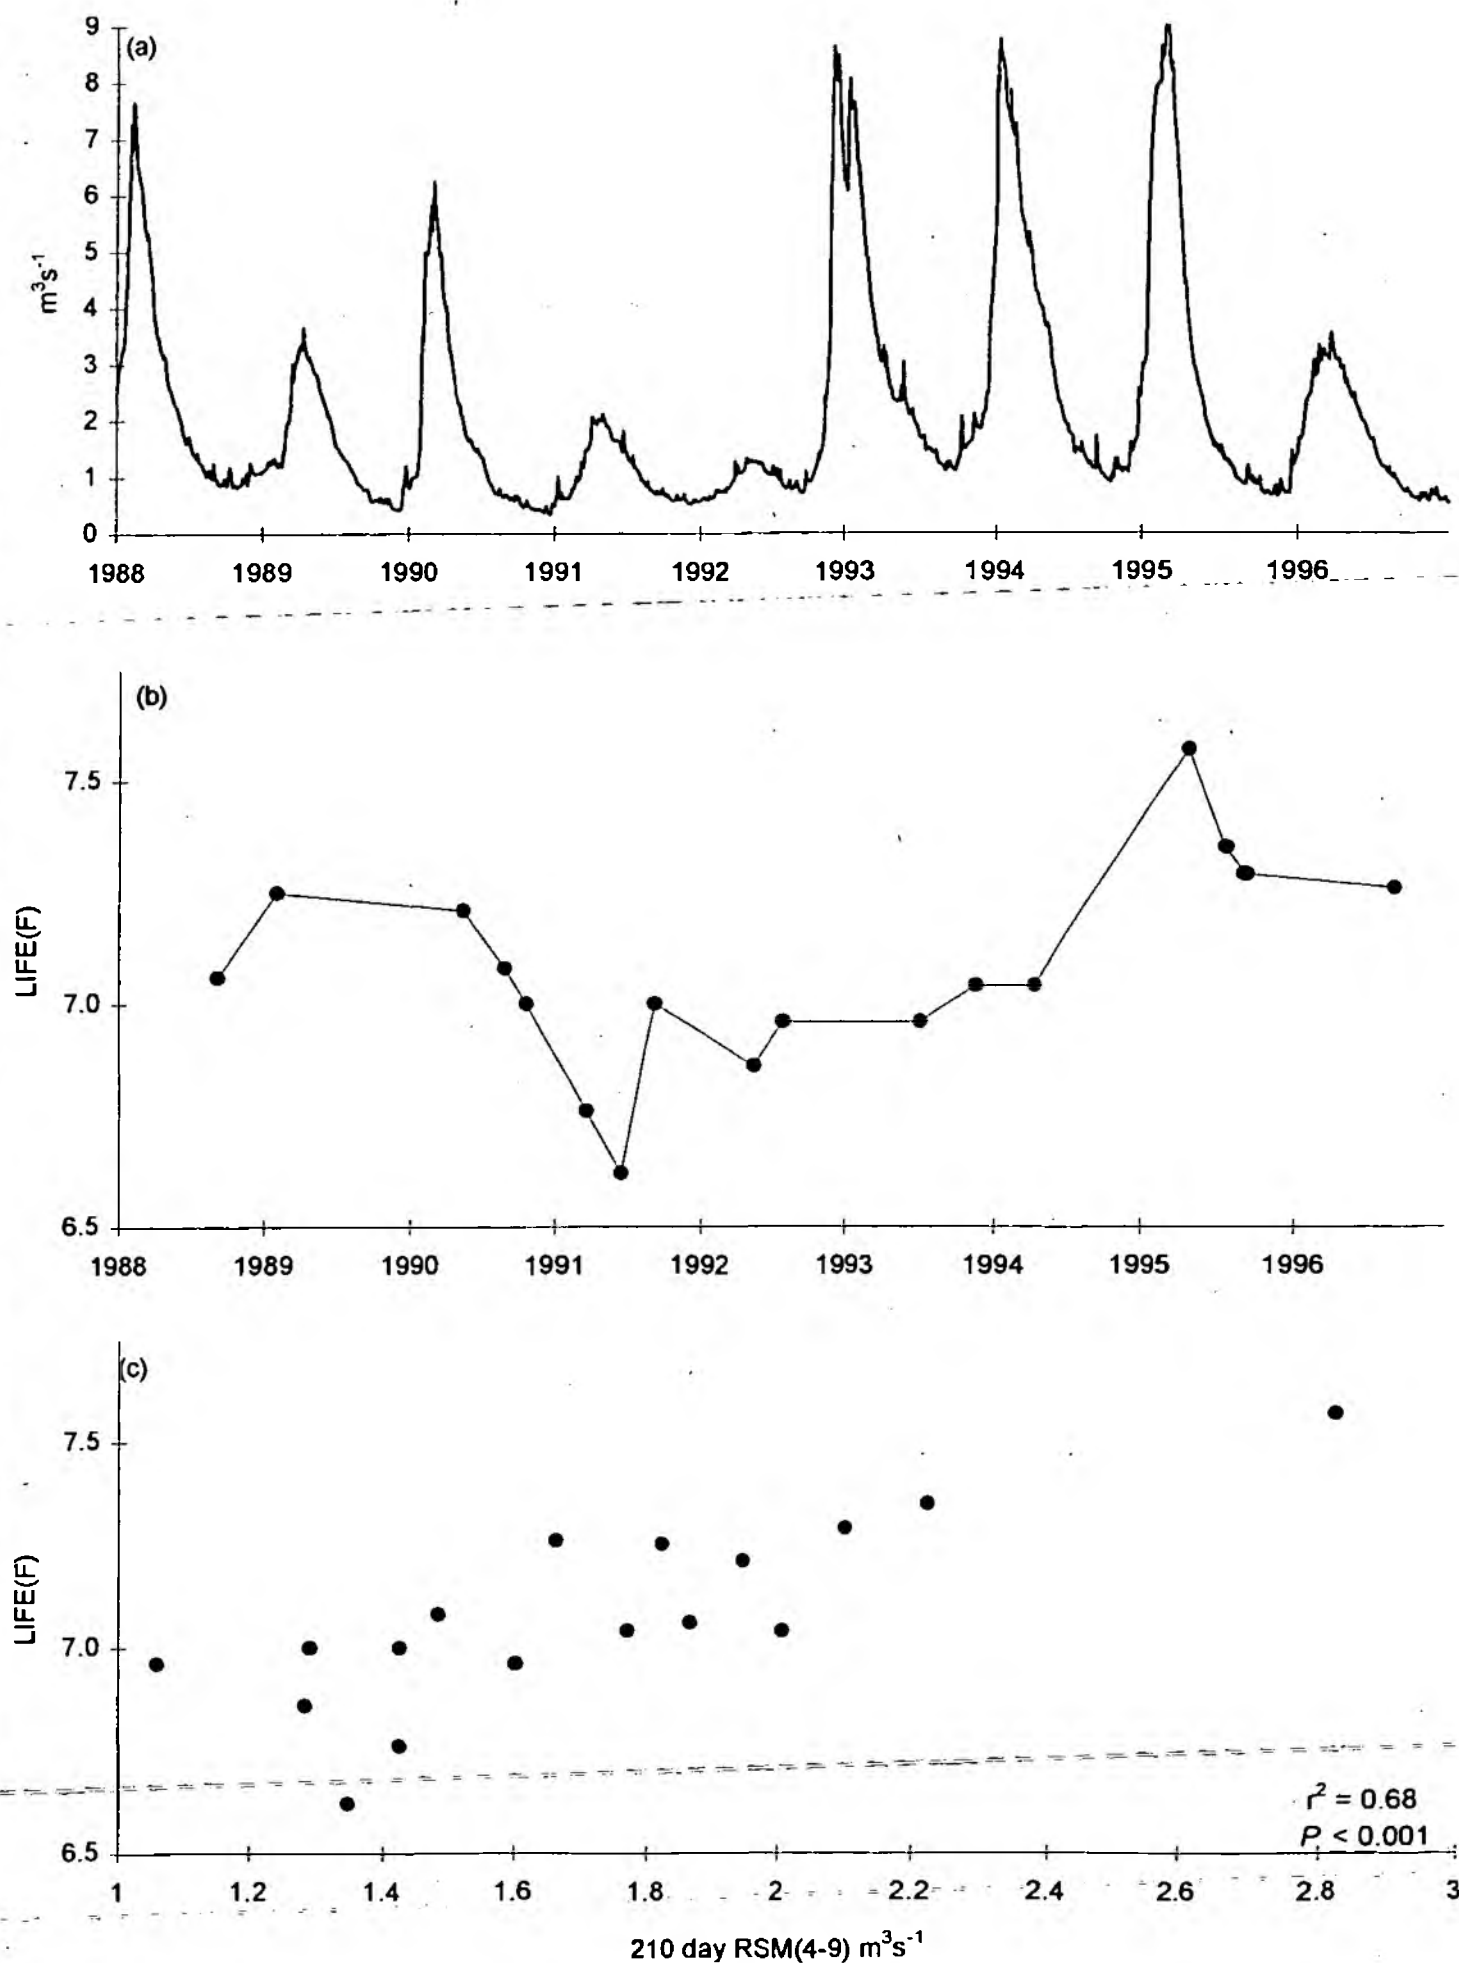 (a)
9
8
7
6
5
4
3
2
1
0
m³s⁻¹
1988 1989 1990 1991 1992 1993 1994 1995 1996
(b)
7.5
7.0
6.5
LIFE(F)
1988 1989 1990 1991 1992 1993 1994 1995 1996
(c)
7.5
7.0
6.5
LIFE(F)
r² = 0.68
P < 0.001
1 1.2 1.4 1.6 1.8 2 2.2 2.4 2.6 2.8 3
210 day RSM(4-9) m³s⁻¹